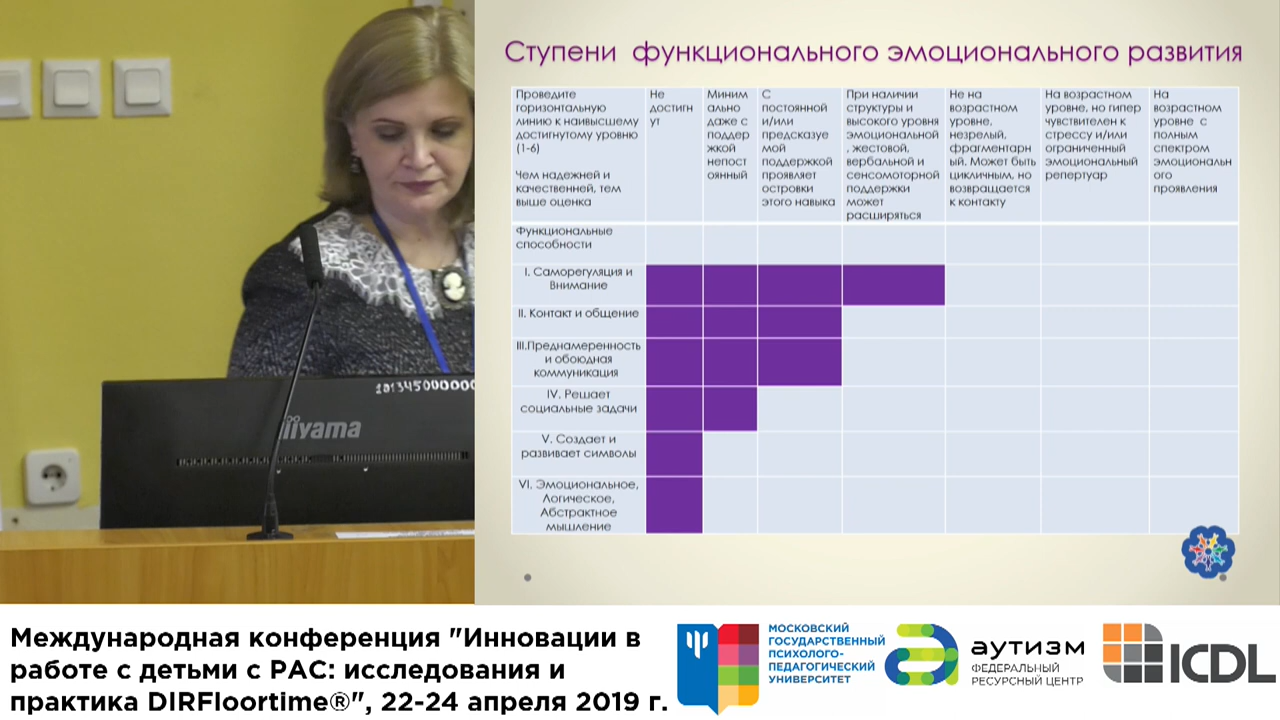 Ступени функционального эмоционального развития
Проведите
горизонтальную
линию к наивысшему
достигнутому уровню
(1-6)
Чем надежней и
качественней, тем
выше оценка
Не
достигн
ут
Миним
ально
даже с
поддер
жкой
непост
оянный
С
постоянной
и/или
предсказуе
мой
поддержкой
проявляет
островки
этого навыка
При наличии
структуры и
высокого уровня
эмоциональной
, жестовой,
вербальной и
сенсомоторной
поддержки
может
расширяться
Не на
возрастном
уровне,
незрелый,
фрагментарн
ый. Может быть
цикличным, но
возвращается
к контакту
На возрастном
уровне, но гипер
чувствителен к
стрессу и/или
ограниченный
эмоциональный
репертуар
На
возрастном
уровне с
полным
спектром
эмоциональн
ого
проявления
Функциональные
способности
I. Саморегуляция и
Внимание
II. Контакт и общение
III.Преднамеренность
и обоюдная
коммуникация
IV. Решает
социальные задачи
V. Создает и
развивает символы
VI. Эмоциональное,
Логическое,
Абстрактное
мышление
iiyama
Международная конференция "Инновации в
работе с детьми с РАС: исследования и
практика DIRFloortime®", 22-24 апреля 2019 г.
МОСКОВСКИЙ
ГОСУДАРСТВЕННЫЙ
ПСИХОЛОГО-
ПЕДАГОГИЧЕСКИЙ
УНИВЕРСИТЕТ
аутизм
ФЕДЕРАЛЬНЫЙ
РЕСУРСНЫЙ ЦЕНТР
ICDL